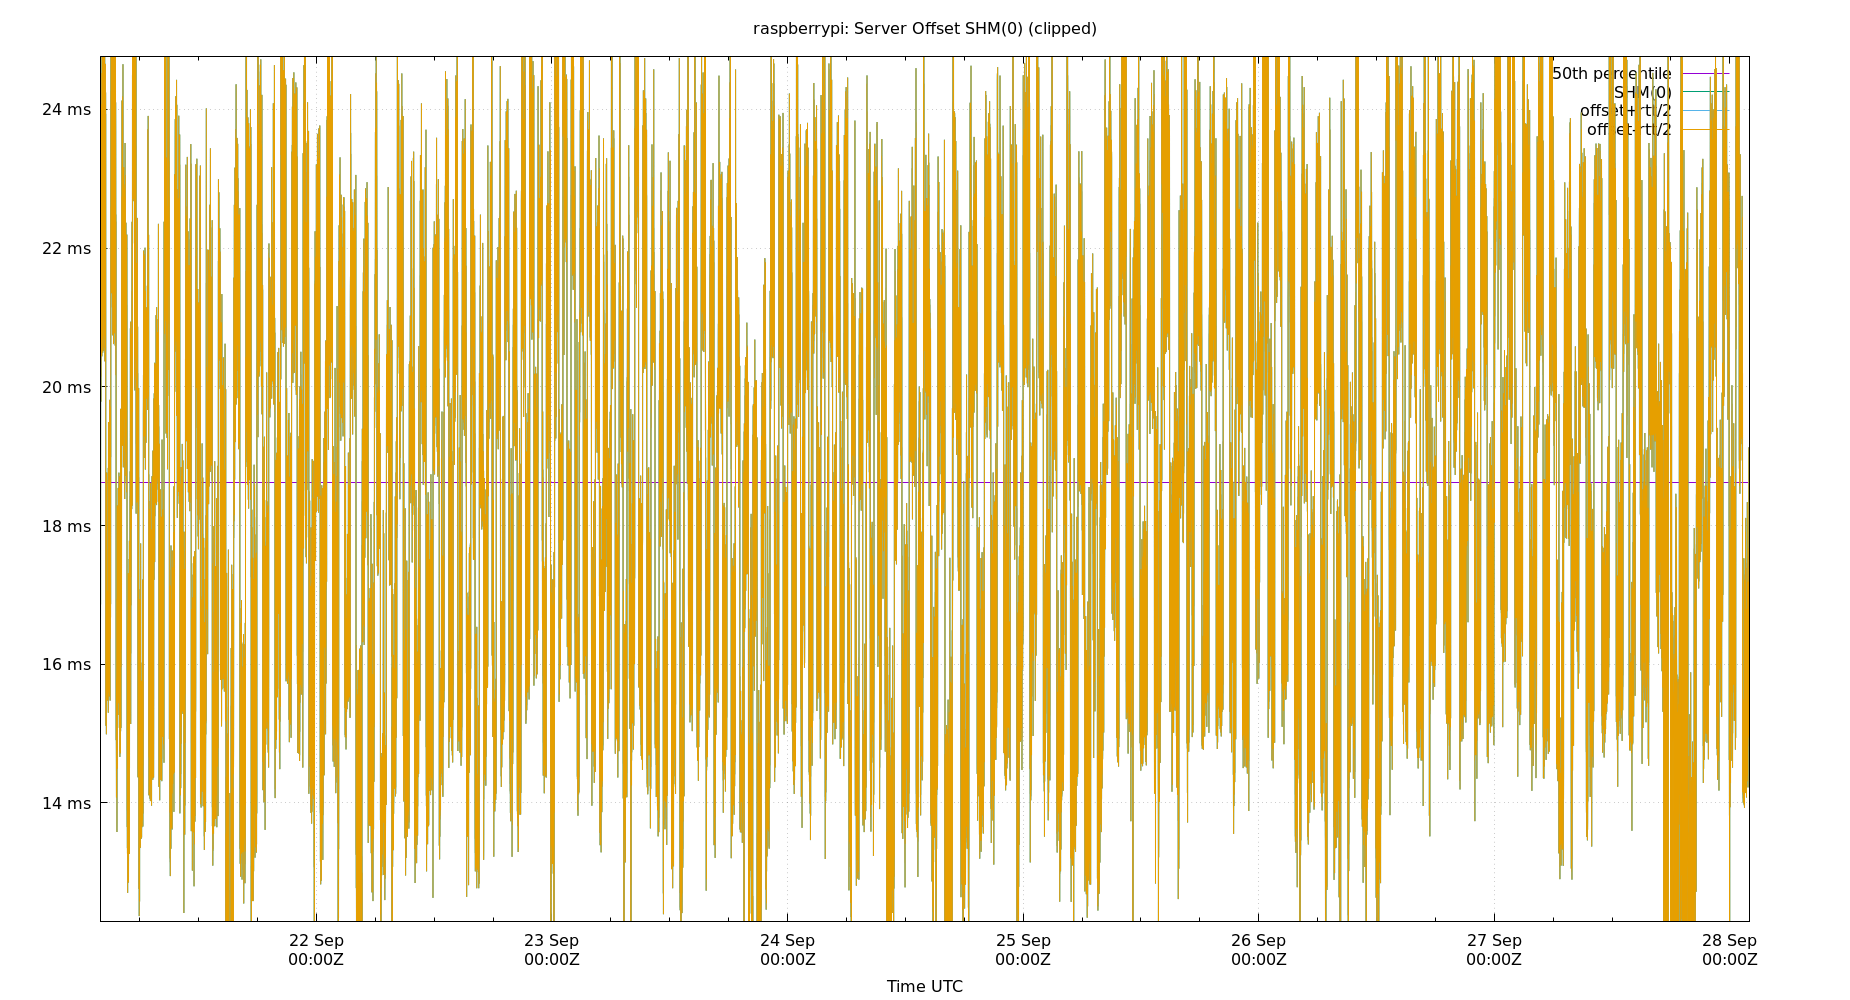 raspberrypi: Server Offset SHM(0) (clipped)
50th percentile
SHM(0)
offset+rtt/2
offset-rtt/2
24 ms
22 ms
20 ms
18 ms
16 ms
14 ms
22 Sep
00:00Z
23 Sep
00:00Z
24 Sep
00:00Z
25 Sep
00:00Z
26 Sep
00:00Z
27 Sep
00:00Z
28 Sep
00:00Z
Time UTC